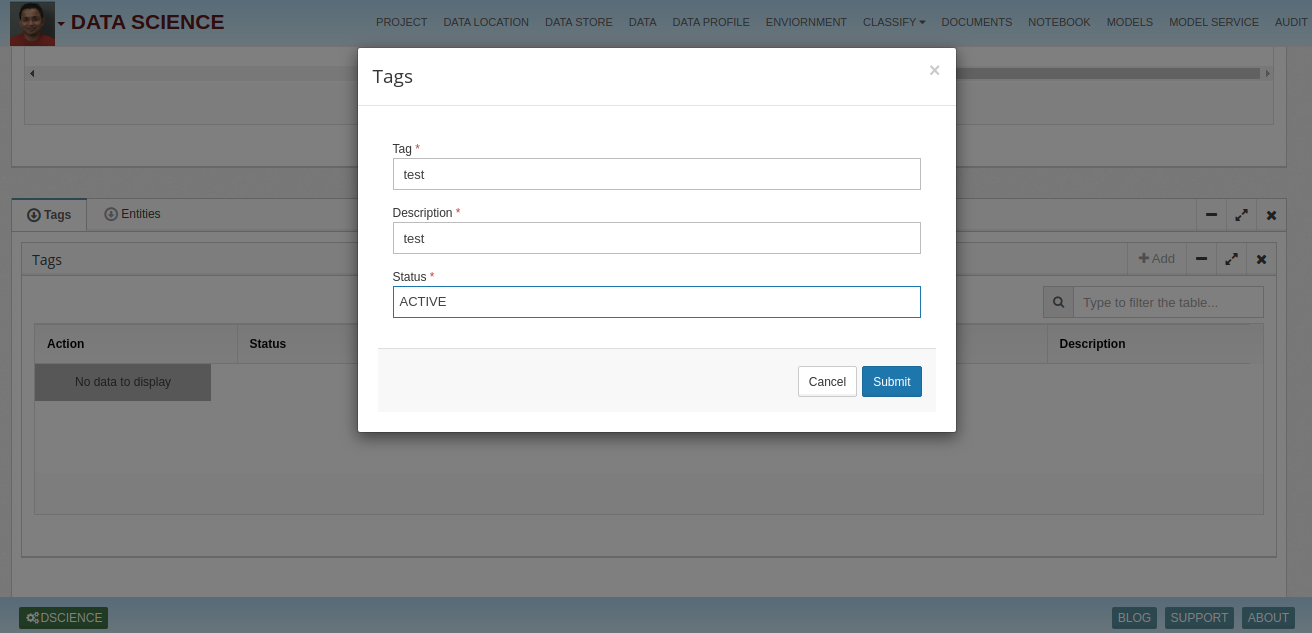 DATA SCIENCE
PROJECT DATA LOCATION DATA STORE DATA DATA PROFILE ENVIORNMENT CLASSIFY DOCUMENTS NOTEBOOK MODELS MODEL SERVICE AUDIT
Tags
×
Tag *
test
Description *
test
Status *
ACTIVE
Cancel Submit
Tags Entities
Tags
Add
Type to filter the table...
Action Status Description
No data to display
DSCIENCE
BLOG SUPPORT ABOUT